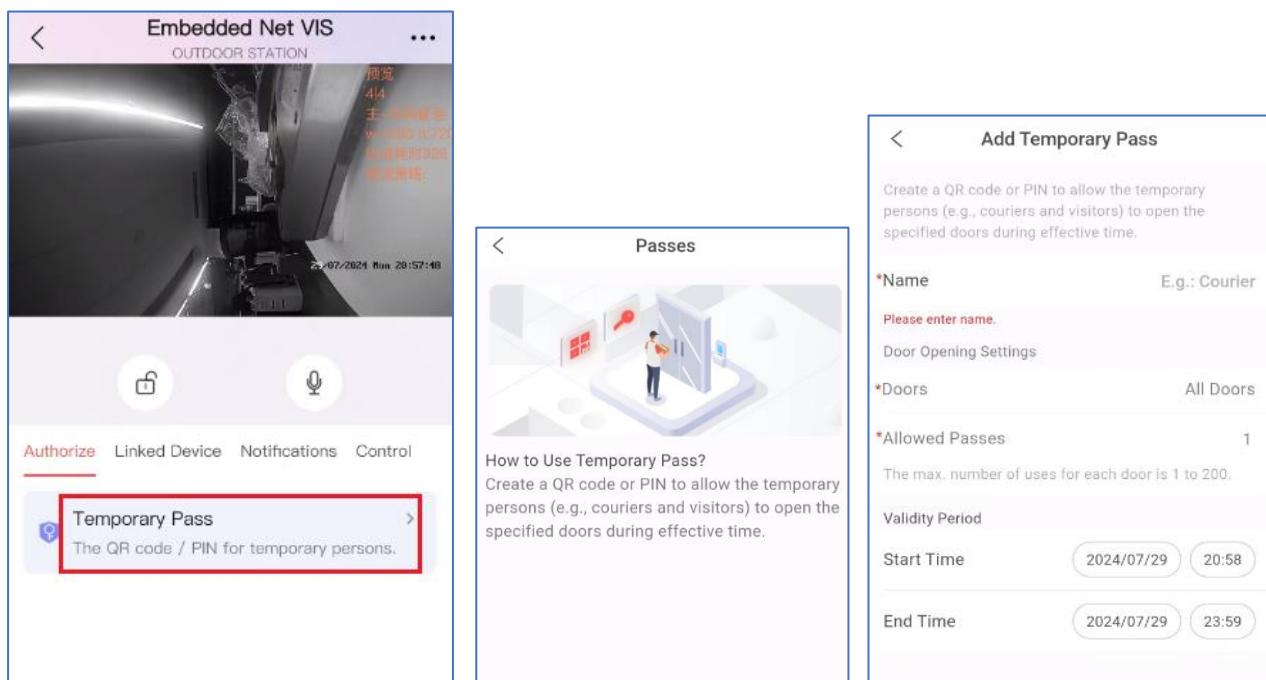 Embedded Net VIS
OUTDOOR STATION
预览
4|4
29/07/2024 Mon 20:57:48
Authorize
Linked Device
Notifications
Control
Temporary Pass
The QR code / PIN for temporary persons.
Passes
How to Use Temporary Pass?
Create a QR code or PIN to allow the temporary
persons (e.g., couriers and visitors) to open the
specified doors during effective time.
Add Temporary Pass
Create a QR code or PIN to allow the temporary
persons (e.g., couriers and visitors) to open the
specified doors during effective time.
*Name E.g.: Courier
Please enter name.
Door Opening Settings
*Doors All Doors
*Allowed Passes 1
The max. number of uses for each door is 1 to 200.
Validity Period
Start Time 2024/07/29 20:58
End Time 2024/07/29 23:59